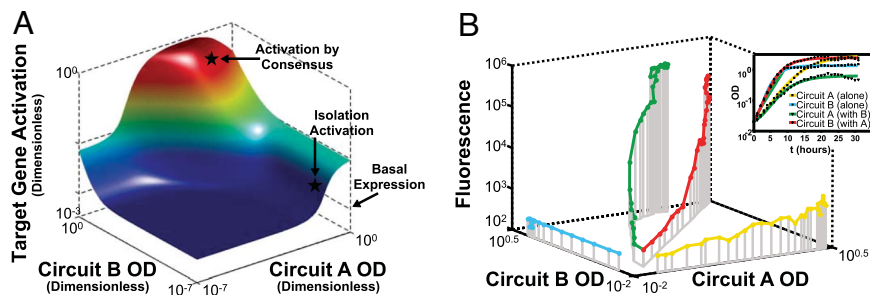 A
Target Gene Activation
(Dimensionless)
10^0
10^-3
10^0
Circuit B OD
(Dimensionless)
10^-7
10^-7
Circuit A OD
(Dimensionless)
10^0
Activation by
Consensus
Isolation
Activation
Basal
Expression
B
Fluorescence
10^6
10^5
10^4
10^3
10^2
10^0.5
Circuit B OD
10^-2
10^-2
Circuit A OD
10^0.5
OD
10^0
10^-1
10^-2
0 5 10 15 20 25 30
t (hours)
Circuit A (alone)
Circuit B (alone)
Circuit A (with B)
Circuit B (with A)